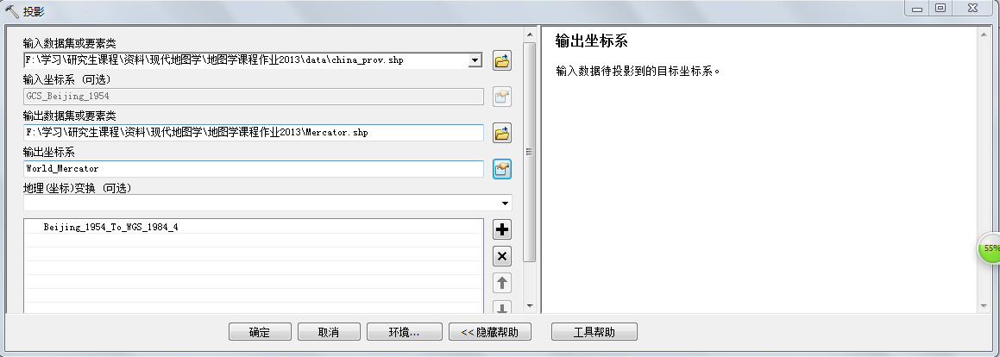 投影
输入数据集或要素类
F:\学习\研究生课程\资料\现代地图学\地图学课程作业2013\data\china_prov.shp
输入坐标系 (可选)
GCS_Beijing_1954
输出数据集或要素类
F:\学习\研究生课程\资料\现代地图学\地图学课程作业2013\Mercator.shp
输出坐标系
World_Mercator
地理(坐标)变换 (可选)
Beijing_1954_To_WGS_1984_4
确定
取消
环境...
<< 隐藏帮助
输出坐标系
输入数据待投影到的目标坐标系。
工具帮助
55%